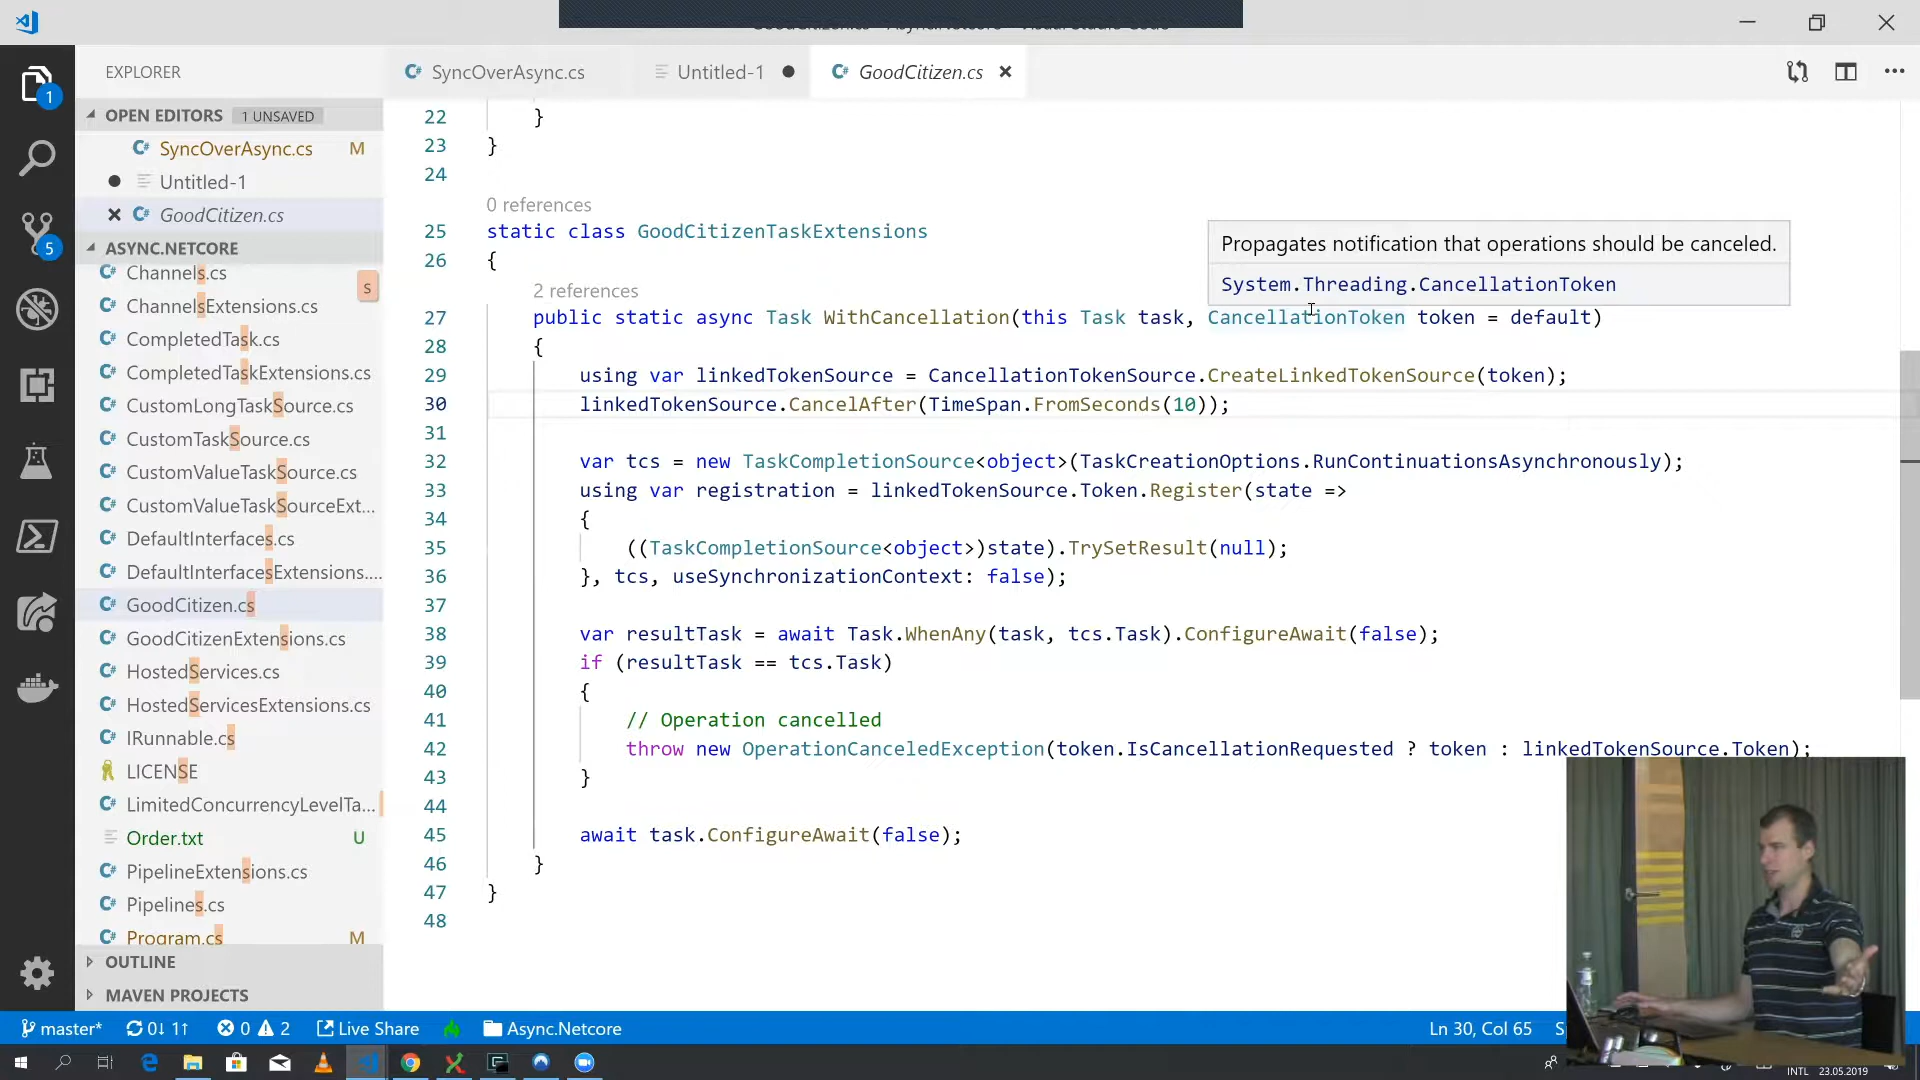 EXPLORER
OPEN EDITORS 1 UNSAVED
SyncOverAsync.cs M
Untitled-1
GoodCitizen.cs
ASYNC.NETCORE
Channels.cs
s
ChannelsExtensions.cs
CompletedTask.cs
CompletedTaskExtensions.cs
CustomLongTaskSource.cs
CustomTaskSource.cs
CustomValueTaskSource.cs
CustomValueTaskSourceExt...
DefaultInterfaces.cs
DefaultInterfacesExtensions....
GoodCitizen.cs
GoodCitizenExtensions.cs
HostedServices.cs
HostedServicesExtensions.cs
IRunnable.cs
LICENSE
LimitedConcurrencyLevelTa...
Order.txt U
PipelineExtensions.cs
Pipelines.cs
Program.cs M
OUTLINE
MAVEN PROJECTS
1
5
SyncOverAsync.cs Untitled-1 GoodCitizen.cs
22 }
23 }
24
0 references
25 static class GoodCitizenTaskExtensions
26 {
Propagates notification that operations should be canceled.
System.Threading.CancellationToken
2 references
27 public static async Task WithCancellation(this Task task, CancellationToken token = default)
28 {
29 using var linkedTokenSource = CancellationTokenSource.CreateLinkedTokenSource(token);
30 linkedTokenSource.CancelAfter(TimeSpan.FromSeconds(10));
31
32 var tcs = new TaskCompletionSource<object>(TaskCreationOptions.RunContinuationsAsynchronously);
33 using var registration = linkedTokenSource.Token.Register(state =>
34 {
35 ((TaskCompletionSource<object>)state).TrySetResult(null);
36 }, tcs, useSynchronizationContext: false);
37
38 var resultTask = await Task.WhenAny(task, tcs.Task).ConfigureAwait(false);
39 if (resultTask == tcs.Task)
40 {
41 // Operation cancelled
42 throw new OperationCanceledException(token.IsCancellationRequested ? token : linkedTokenSource.Token);
43 }
44
45 await task.ConfigureAwait(false);
46 }
47 }
48
master* 0↓ 1↑ 0 2 Live Share Async.Netcore Ln 30, Col 65
INTL 23.05.2019